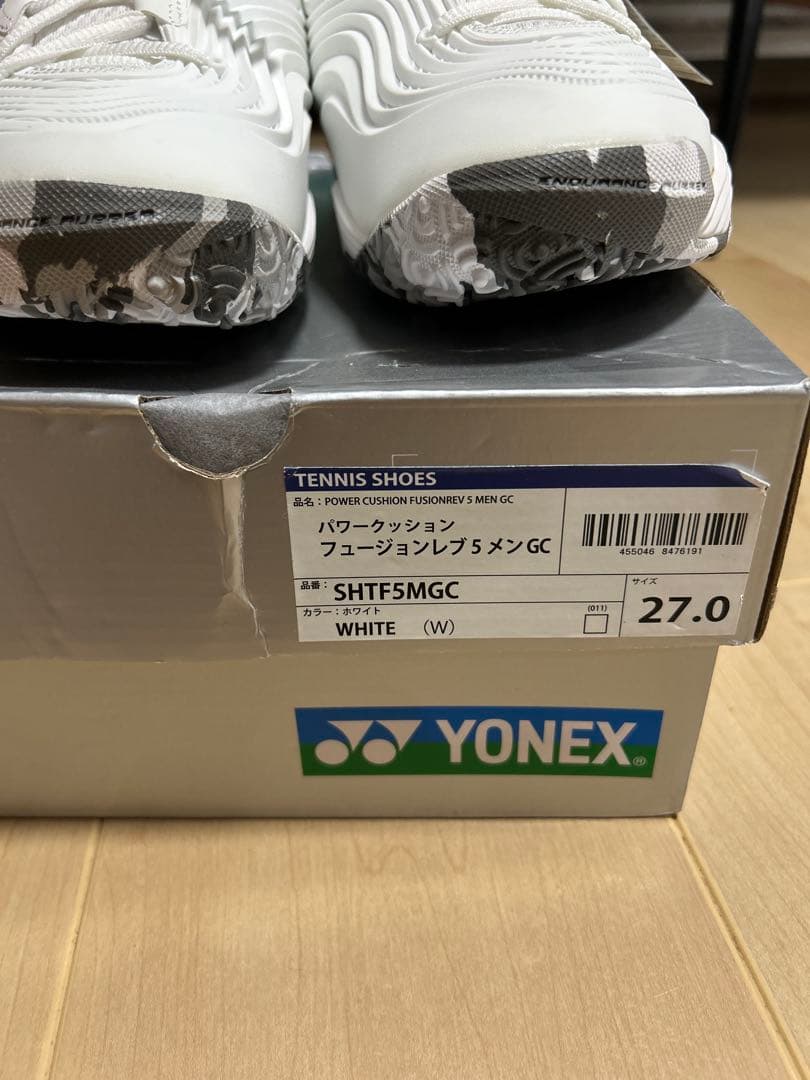 RANCE RUBBER
ENDURANCE RUBBER
TENNIS SHOES
品名：POWER CUSHION FUSIONREV 5 MEN GC
パワークッション
フュージョンレブ 5 メン GC
455046 8476191
品番：
SHTF5MGC
サイズ
27.0
カラー：ホワイト
WHITE （W）
(011)
YONEX®